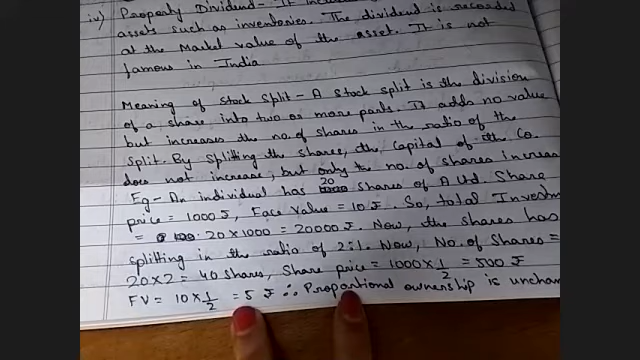 iv) Property Dividend - It
assets such as inventories. The dividend is recorded
at the Market value of the asset. It is not
famous in India
Meaning of Stock Split - A Stock split is the division
of a share into two or more parts. It adds no value
but increases the no. of shares in the ratio of the
split. By splitting the shares, the capital of the Co.
does not increase, but only the no. of shares increas
Eg - An individual has 20 shares of A Ltd Share
price = 1000 ₹, Face value = 10 ₹. So, total Investm
= 20 x 1000 = 20000 ₹. Now, the shares has
splitting in the ratio of 2:1. Now, No. of Shares =
20 x 2 = 40 shares, Share price = 1000 x 1/2 = 500 ₹
FV = 10 x 1/2 = 5 ₹ ∴ Proportional ownership is unchan